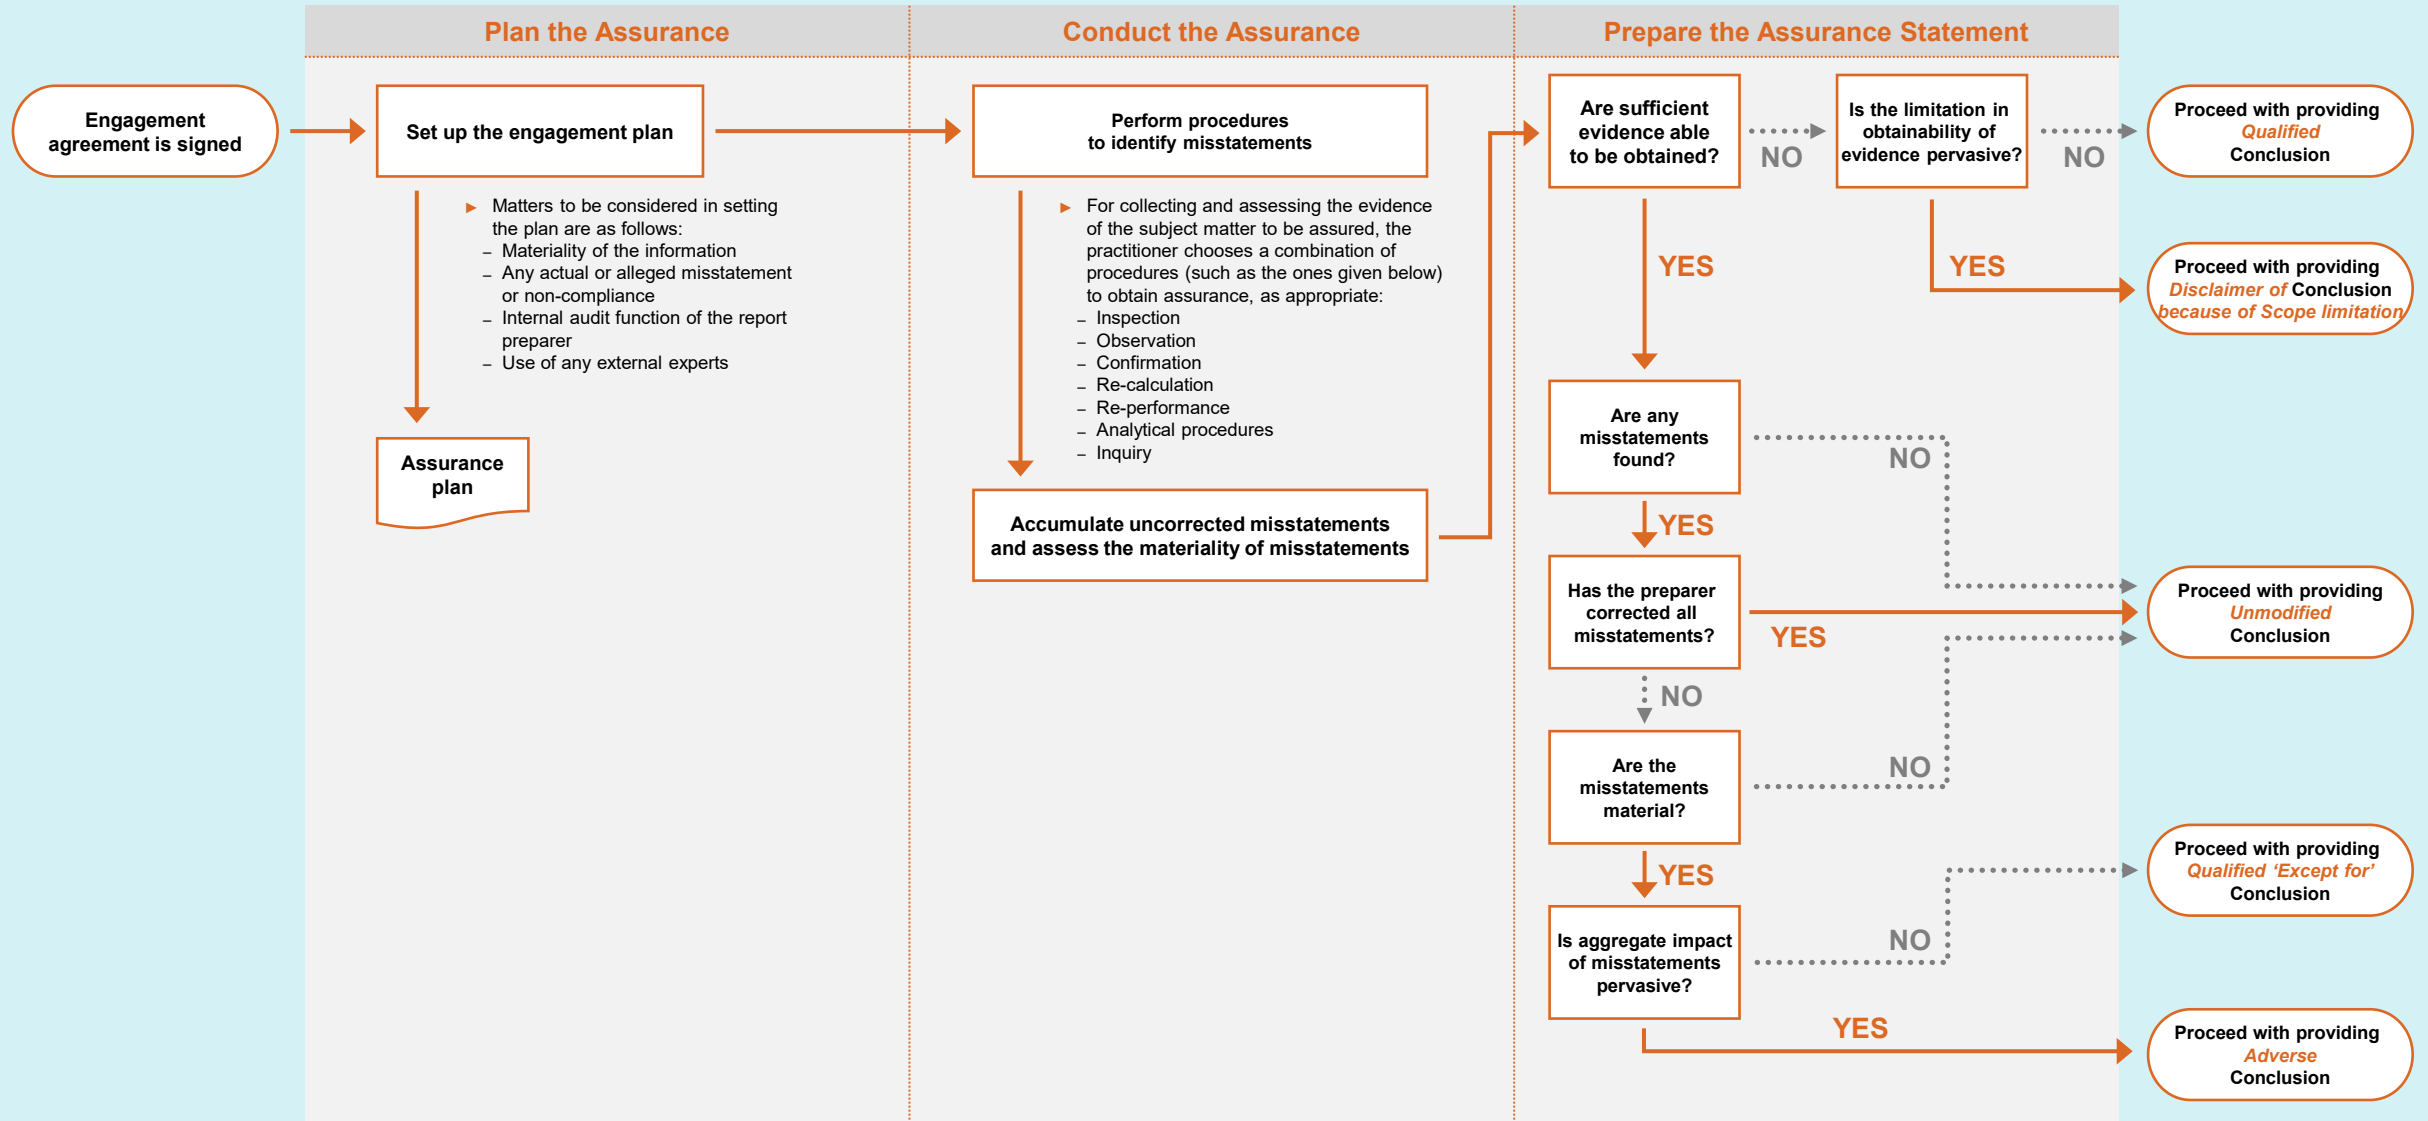 Plan the Assurance
Conduct the Assurance
Prepare the Assurance Statement
Engagement
agreement is signed
Set up the engagement plan
► Matters to be considered in setting
the plan are as follows:
– Materiality of the information
– Any actual or alleged misstatement
or non-compliance
– Internal audit function of the report
preparer
– Use of any external experts
Assurance
plan
Perform procedures
to identify misstatements
► For collecting and assessing the evidence
of the subject matter to be assured, the
practitioner chooses a combination of
procedures (such as the ones given below)
to obtain assurance, as appropriate:
– Inspection
– Observation
– Confirmation
– Re-calculation
– Re-performance
– Analytical procedures
– Inquiry
Accumulate uncorrected misstatements
and assess the materiality of misstatements
Are sufficient
evidence able
to be obtained?
NO
Is the limitation in
obtainability of
evidence pervasive?
NO
Proceed with providing
Qualified
Conclusion
YES
YES
Proceed with providing
Disclaimer of Conclusion
because of Scope limitation
Are any
misstatements
found?
NO
YES
Has the preparer
corrected all
misstatements?
YES
Proceed with providing
Unmodified
Conclusion
NO
Are the
misstatements
material?
NO
YES
Proceed with providing
Qualified ‘Except for’
Conclusion
Is aggregate impact
of misstatements
pervasive?
NO
YES
Proceed with providing
Adverse
Conclusion